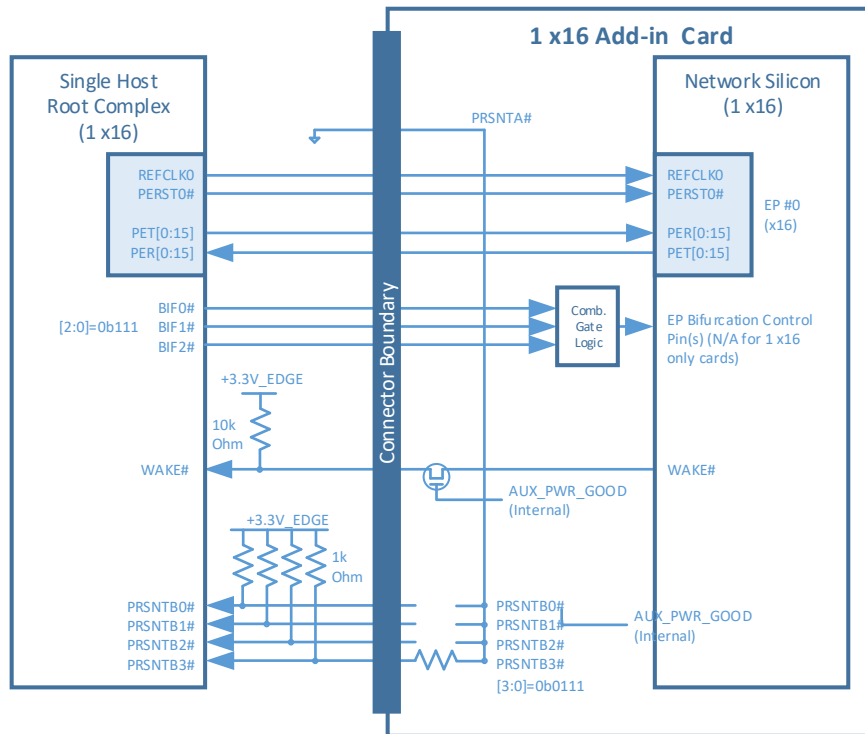 1 x16 Add-in Card
Single Host
Root Complex
(1 x16)
Network Silicon
(1 x16)
PRSNTA#
REFCLK0
PERST0#
PET[0:15]
PER[0:15]
REFCLK0
PERST0#
PER[0:15]
PET[0:15]
EP #0
(x16)
Connector Boundary
[2:0]=0b111
BIF0#
BIF1#
BIF2#
Comb.
Gate
Logic
EP Bifurcation Control
Pin(s) (N/A for 1 x16
only cards)
+3.3V_EDGE
10k
Ohm
WAKE#
WAKE#
AUX_PWR_GOOD
(Internal)
+3.3V_EDGE
1k
Ohm
PRSNTB0#
PRSNTB1#
PRSNTB2#
PRSNTB3#
PRSNTB0#
PRSNTB1#
PRSNTB2#
PRSNTB3#
[3:0]=0b0111
AUX_PWR_GOOD
(Internal)